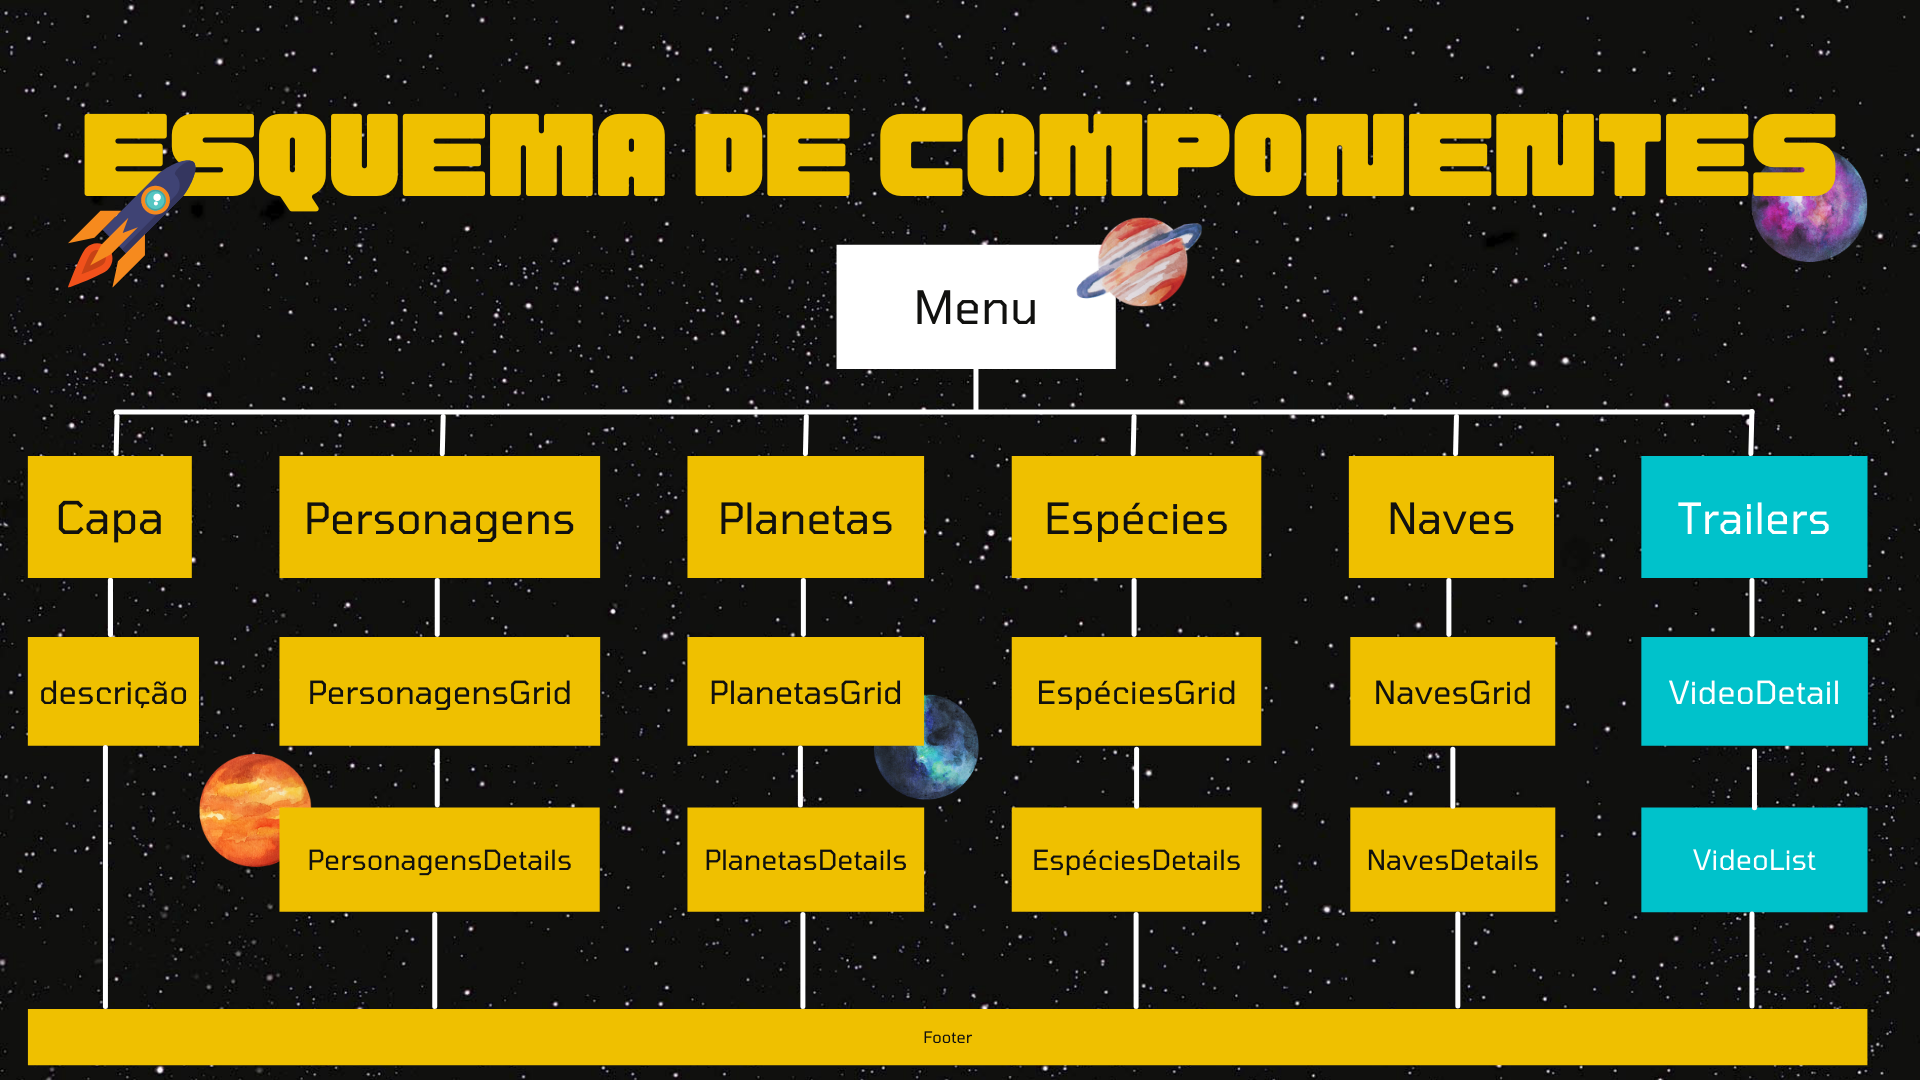 ESQUEMA DE COMPONENTES
Menu
Capa
Personagens
Planetas
Espécies
Naves
Trailers
descrição
PersonagensGrid
PlanetasGrid
EspéciesGrid
NavesGrid
VideoDetail
PersonagensDetails
PlanetasDetails
EspéciesDetails
NavesDetails
VideoList
Footer